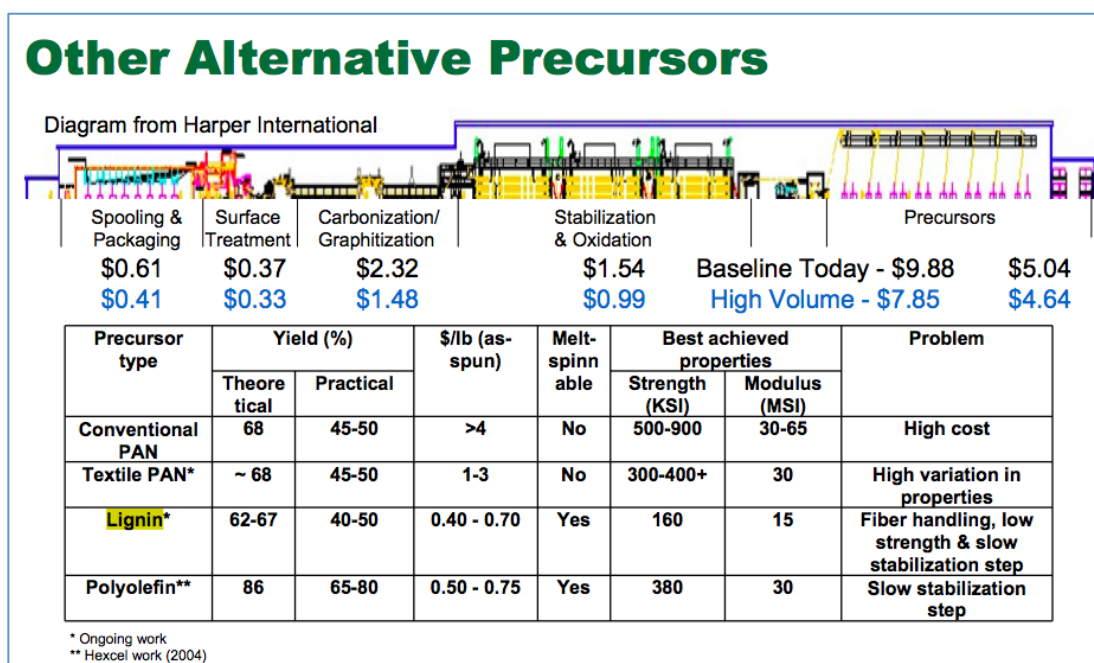 Other Alternative Precursors
Diagram from Harper International
Spooling & Packaging
Surface Treatment
Carbonization/ Graphitization
Stabilization & Oxidation
Precursors
$0.61 $0.37 $2.32 $1.54 Baseline Today - $9.88 $5.04
$0.41 $0.33 $1.48 $0.99 High Volume - $7.85 $4.64
Precursor type Yield (%) $/lb (as-spun) Melt-spinn able Best achieved properties Problem
Theore tical Practical Strength (KSI) Modulus (MSI)
Conventional PAN 68 45-50 >4 No 500-900 30-65 High cost
Textile PAN* ~ 68 45-50 1-3 No 300-400+ 30 High variation in properties
Lignin* 62-67 40-50 0.40 - 0.70 Yes 160 15 Fiber handling, low strength & slow stabilization step
Polyolefin** 86 65-80 0.50 - 0.75 Yes 380 30 Slow stabilization step
* Ongoing work
** Hexcel work (2004)